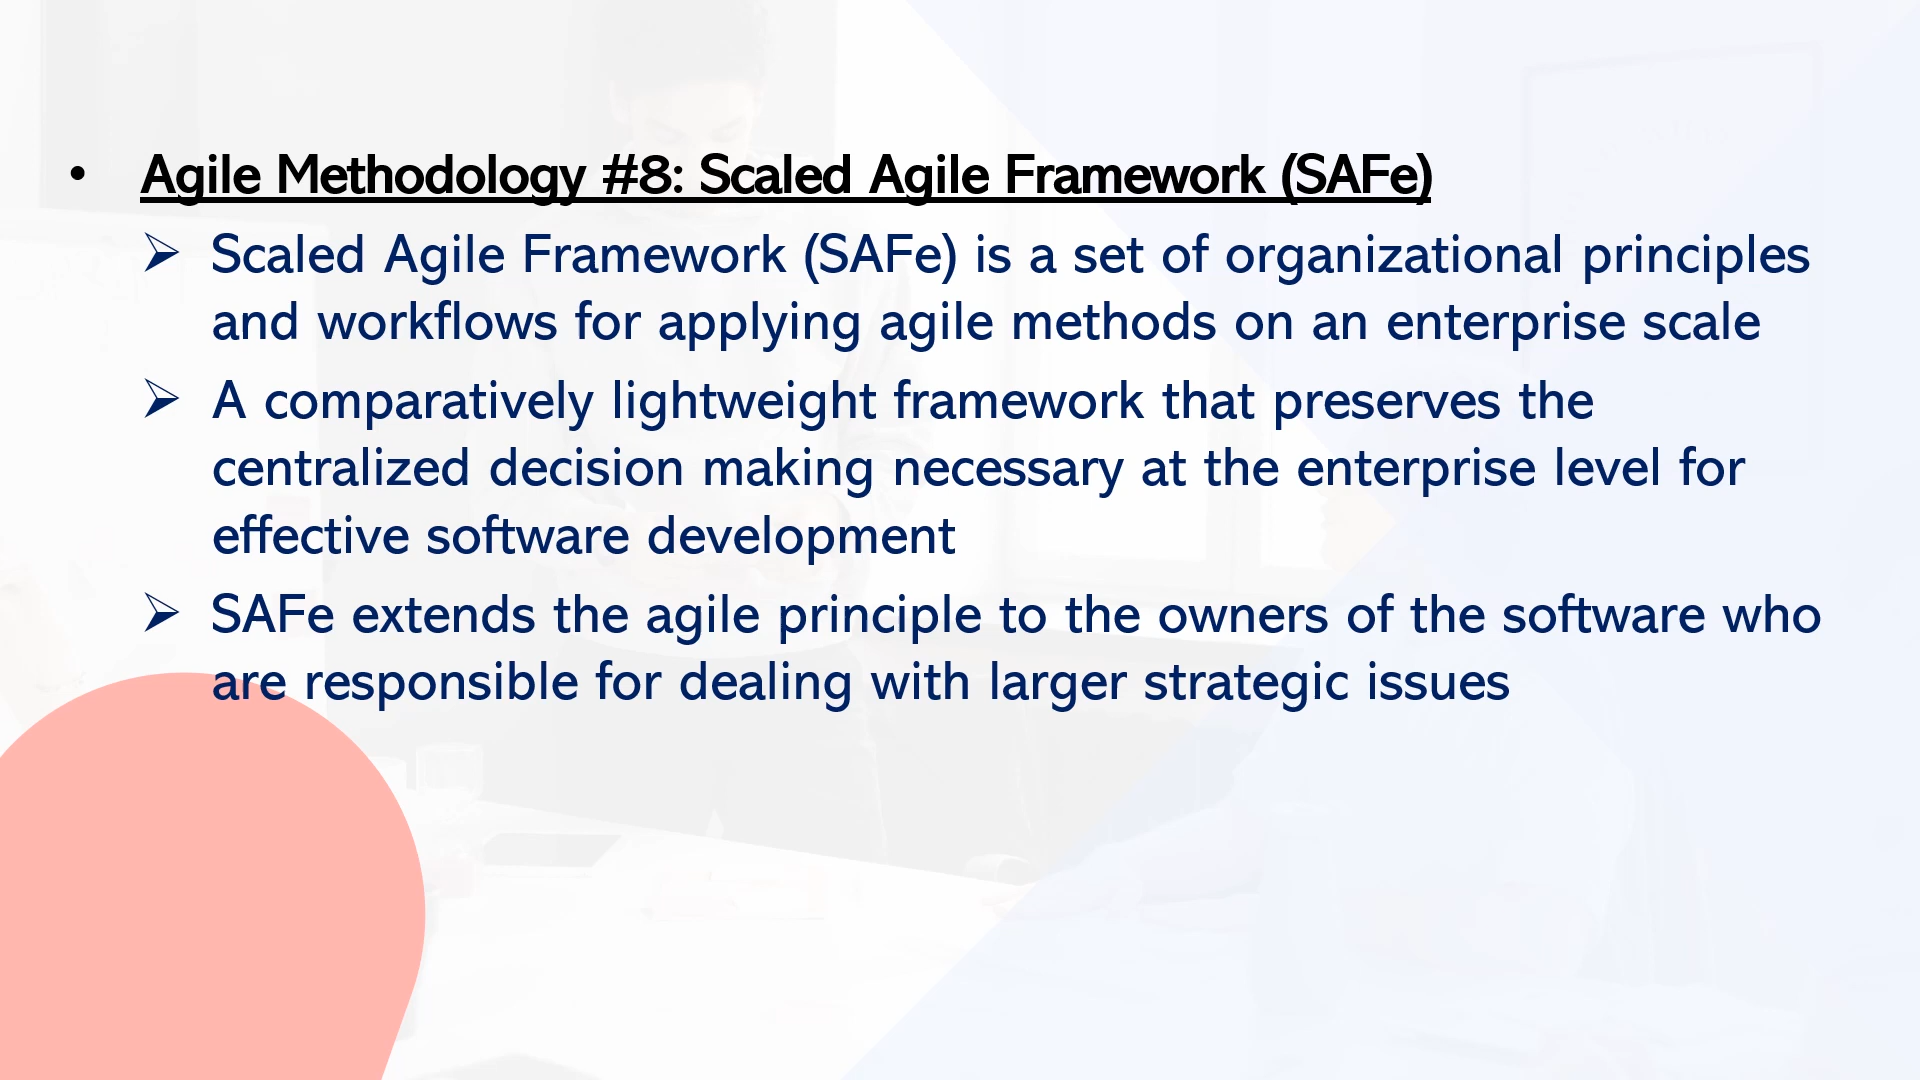 • Agile Methodology #8: Scaled Agile Framework (SAFe)
➢ Scaled Agile Framework (SAFe) is a set of organizational principles
and workflows for applying agile methods on an enterprise scale
➢ A comparatively lightweight framework that preserves the
centralized decision making necessary at the enterprise level for
effective software development
➢ SAFe extends the agile principle to the owners of the software who
are responsible for dealing with larger strategic issues